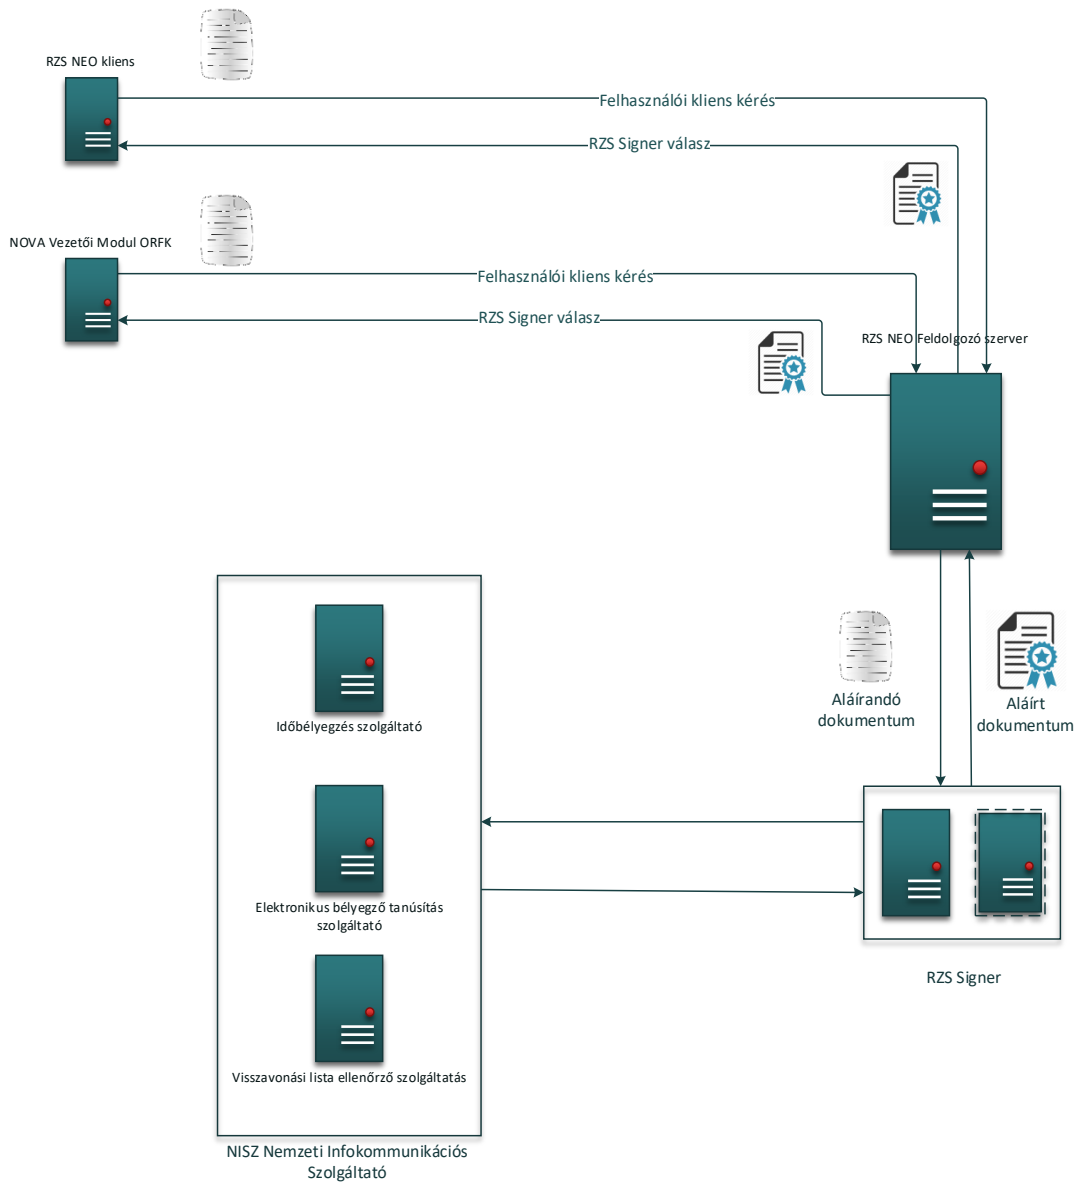 RZS NEO kliens
Felhasználói kliens kérés
RZS Signer válasz
NOVA Vezetői Modul ORFK
Felhasználói kliens kérés
RZS Signer válasz
RZS NEO Feldolgozó szerver
Aláírandó
dokumentum
Aláírt
dokumentum
Időbélyegzés szolgáltató
Elektronikus bélyegző tanúsítás
szolgáltató
RZS Signer
Visszavonási lista ellenőrző szolgáltatás
NISZ Nemzeti Infokommunikációs
Szolgáltató